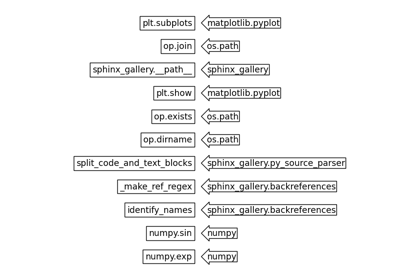 plt.subplots matplotlib.pyplot
op.join os.path
sphinx_gallery.__path__ sphinx_gallery
plt.show matplotlib.pyplot
op.exists os.path
op.dirname os.path
split_code_and_text_blocks sphinx_gallery.py_source_parser
_make_ref_regex sphinx_gallery.backreferences
identify_names sphinx_gallery.backreferences
numpy.sin numpy
numpy.exp numpy